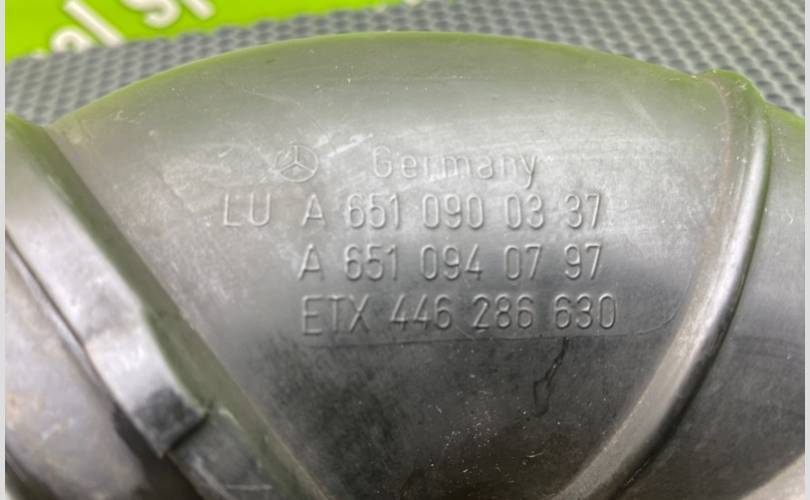 Germany
LU A 651 090 03 37
A 651 094 07 97
ETX 446 286 630